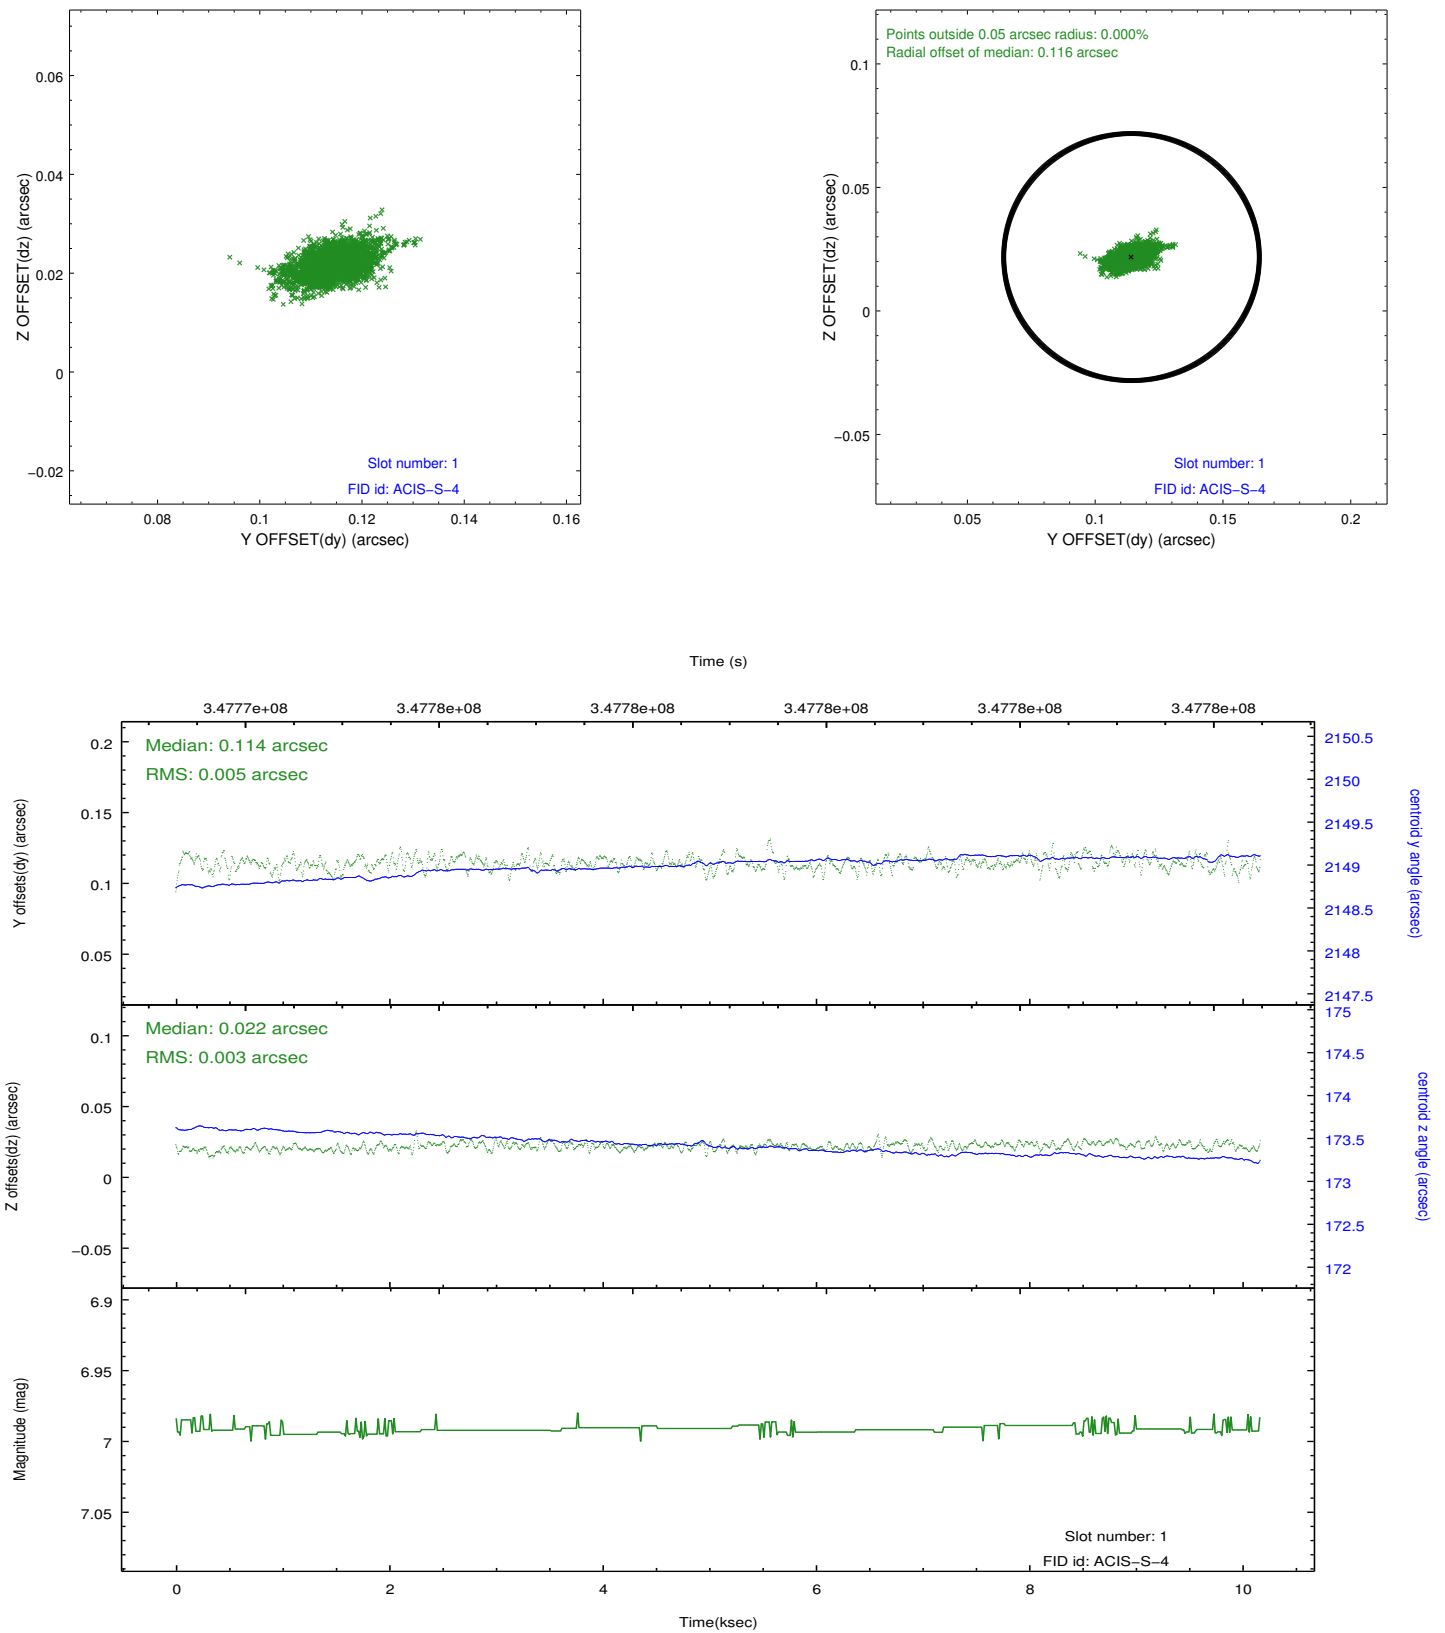 0.06
0.04
0.02
0
−0.02
Z OFFSET(dz) (arcsec)
Slot number: 1
FID id: ACIS−S−4
0.08
0.1
0.12
0.14
0.16
Y OFFSET(dy) (arcsec)
Points outside 0.05 arcsec radius: 0.000%
Radial offset of median: 0.116 arcsec
0.1
0.05
0
−0.05
Z OFFSET(dz) (arcsec)
Slot number: 1
FID id: ACIS−S−4
0.05
0.1
0.15
0.2
Y OFFSET(dy) (arcsec)
Time (s)
3.4777e+08
3.4778e+08
3.4778e+08
3.4778e+08
3.4778e+08
3.4778e+08
Median: 0.114 arcsec
RMS: 0.005 arcsec
0.2
0.15
0.1
0.05
Y offsets(dy) (arcsec)
2150.5
2150
2149.5
2149
2148.5
2148
2147.5
centroid y angle (arcsec)
Median: 0.022 arcsec
RMS: 0.003 arcsec
0.1
0.05
0
−0.05
Z offsets(dz) (arcsec)
175
174.5
174
173.5
173
172.5
172
centroid z angle (arcsec)
6.9
6.95
7
7.05
Magnitude (mag)
Slot number: 1
FID id: ACIS−S−4
0
2
4
6
8
10
Time(ksec)